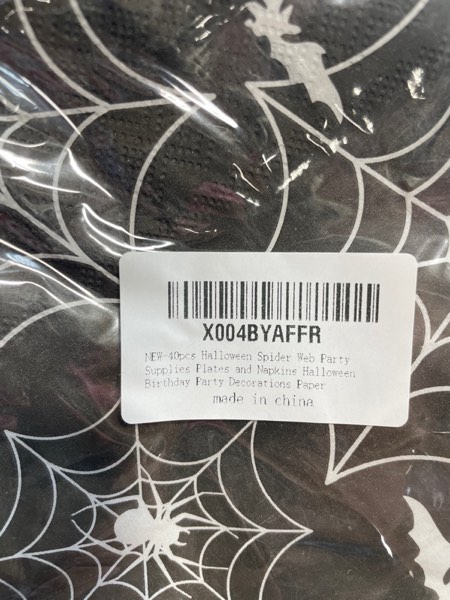 X004BYAFFR
NEW-40pcs Halloween Spider Web Party
Supplies Plates and Napkins Halloween
Birthday Party Decorations Paper
made in china